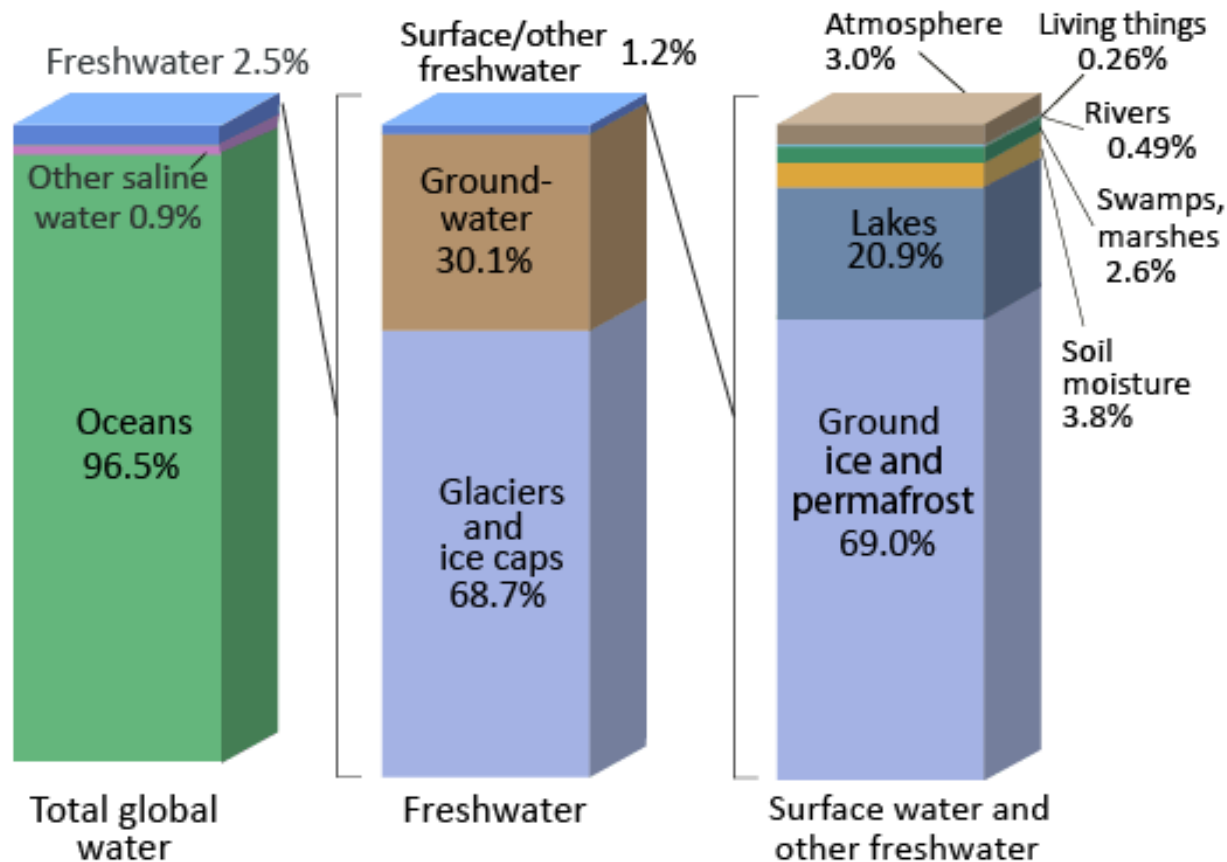 Freshwater 2.5%
Other saline
water 0.9%
Oceans
96.5%
Total global
water
Surface/other
freshwater
1.2%
Ground-
water
30.1%
Glaciers
and
ice caps
68.7%
Freshwater
Atmosphere
3.0%
Living things
0.26%
Rivers
0.49%
Swamps,
marshes
2.6%
Soil
moisture
3.8%
Lakes
20.9%
Ground
ice and
permafrost
69.0%
Surface water and
other freshwater